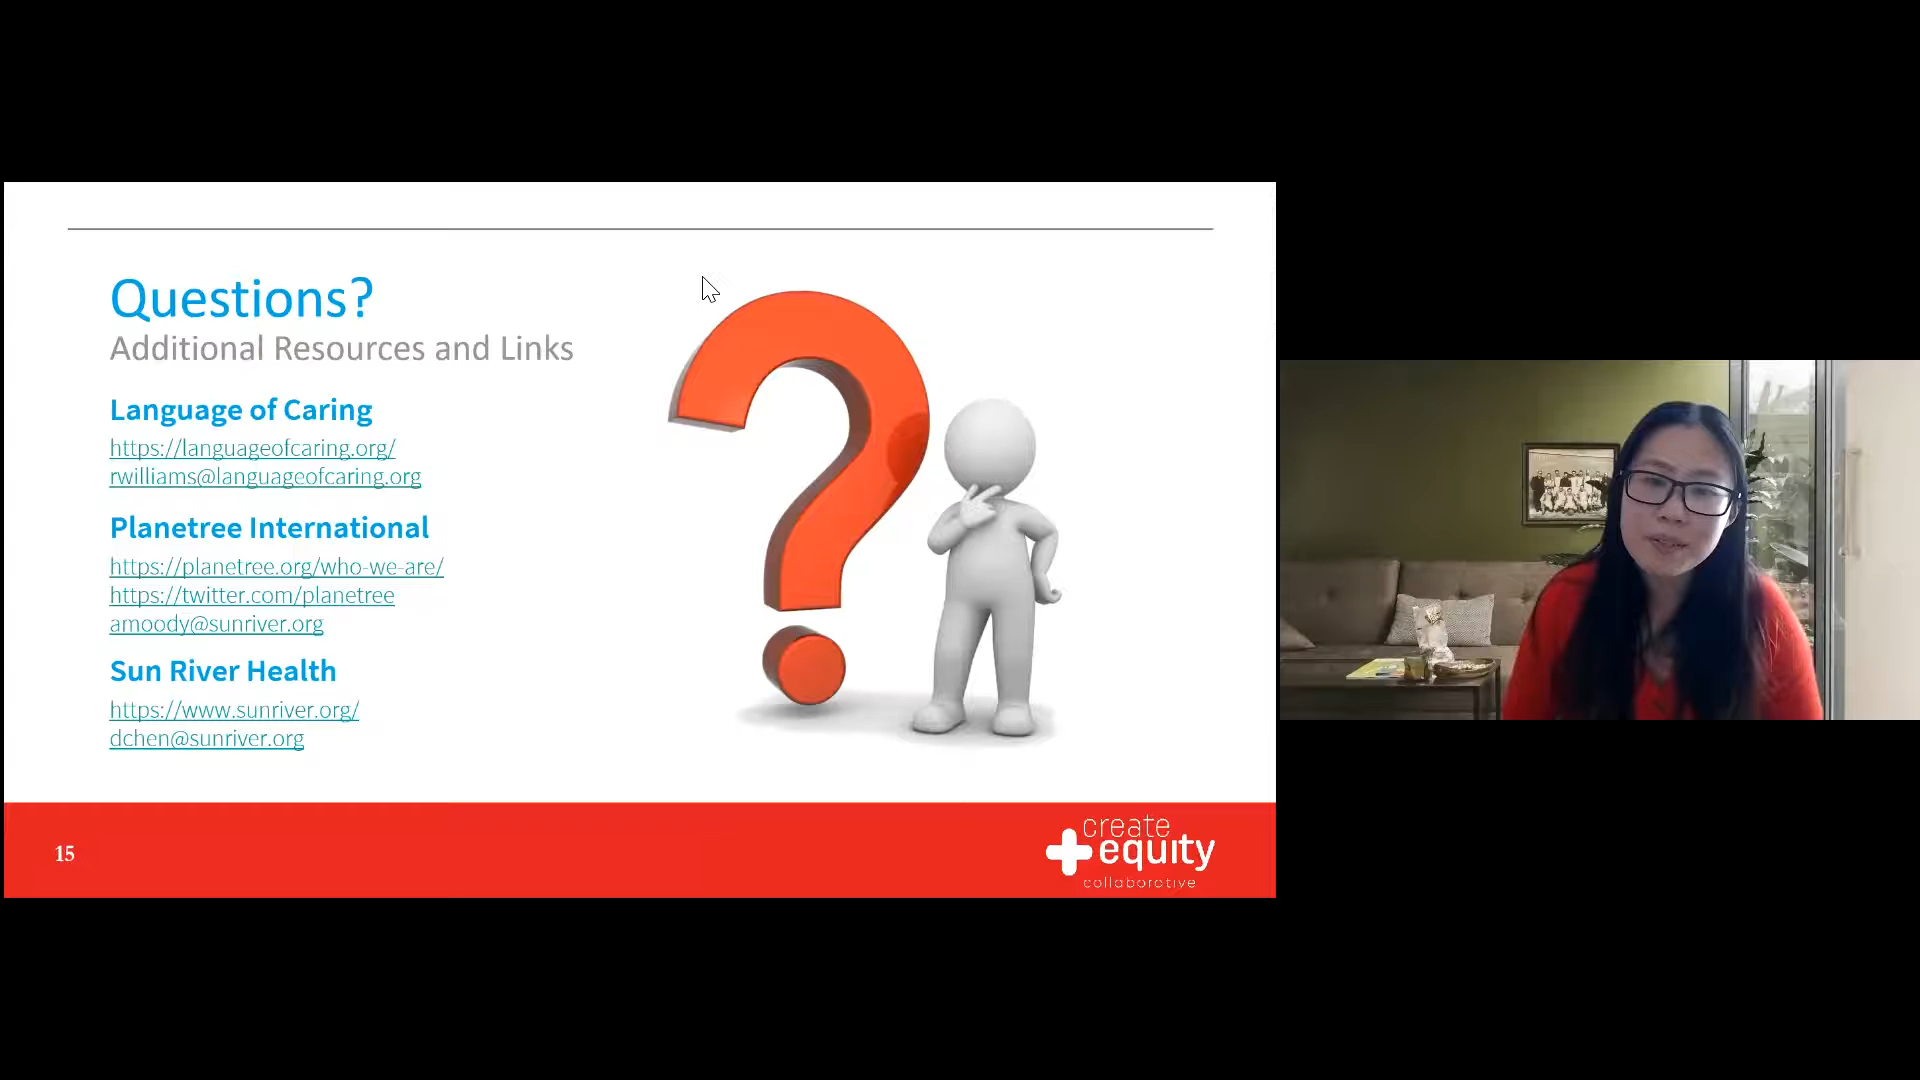 Questions?
Additional Resources and Links
Language of Caring
https://languageofcaring.org/
rwilliams@languageofcaring.org
Planetree International
https://planetree.org/who-we-are/
https://twitter.com/planetree
amoody@sunriver.org
Sun River Health
https://www.sunriver.org/
dchen@sunriver.org
15
create
equity
collaborative